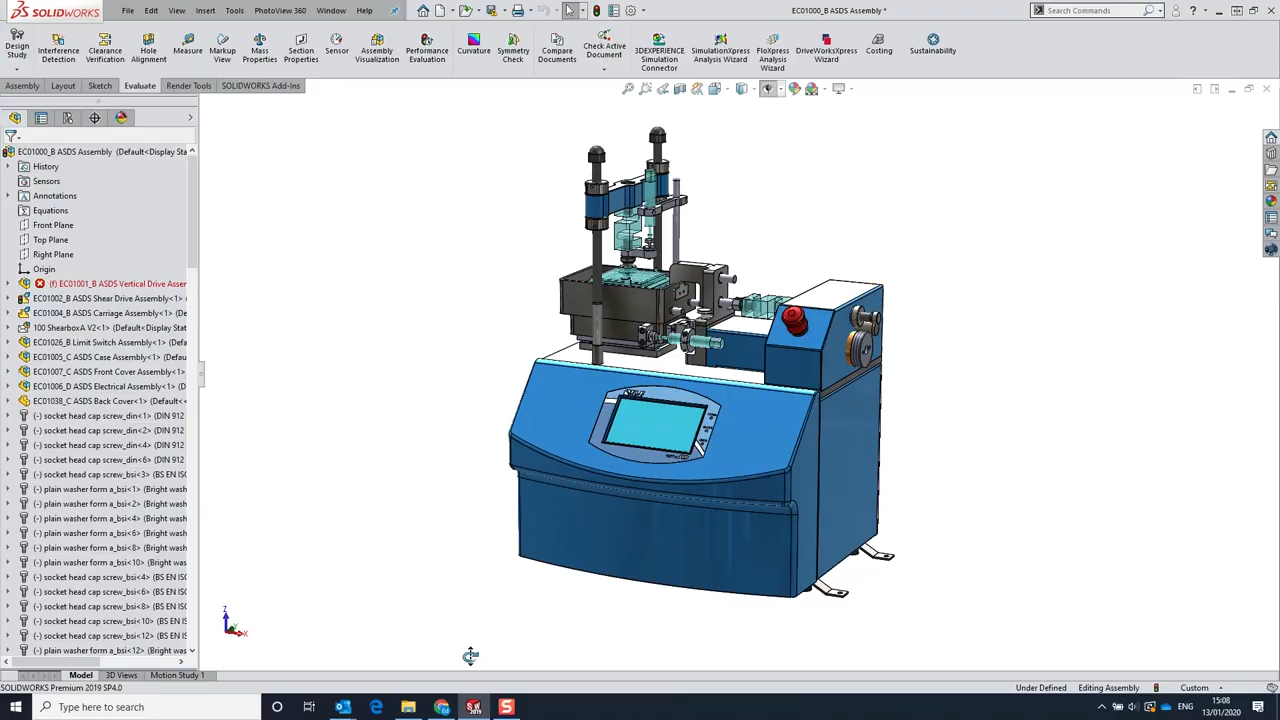 SOLIDWORKS
File
Edit
View
Insert
Tools
PhotoView 360
Window
Help
EC01000_B ASDS Assembly *
Search Commands
Design Study
Interference Detection
Clearance Verification
Hole Alignment
Measure
Markup View
Mass Properties
Section Properties
Sensor
Assembly Visualization
Performance Evaluation
Curvature
Symmetry Check
Compare Documents
Check Active Document
3DEXPERIENCE Simulation Connector
SimulationXpress Analysis Wizard
FloXpress Analysis Wizard
DriveWorksXpress Wizard
Costing
Sustainability
Assembly
Layout
Sketch
Evaluate
Render Tools
SOLIDWORKS Add-Ins
EC01000_B ASDS Assembly (Default<Display Sta
History
Sensors
Annotations
Equations
Front Plane
Top Plane
Right Plane
Origin
(f) EC01001_B ASDS Vertical Drive Assem
EC01002_B ASDS Shear Drive Assembly<1>
EC01004_B ASDS Carriage Assembly<1> (
100 ShearboxA V2<1> (Default<Display Stat
EC01026_B Limit Switch Assembly<1> (De
EC01005_C ASDS Case Assembly<1> (Defau
EC01007_C ASDS Front Cover Assembly<1>
EC01006_D ASDS Electrical Assembly<1> (
EC01038_C ASDS Back Cover<1> (Default<<
(-) socket head cap screw_din<1> (DIN 912
(-) socket head cap screw_din<2> (DIN 912
(-) socket head cap screw_din<4> (DIN 912
(-) socket head cap screw_din<6> (DIN 912
(-) socket head cap screw_bsi<3> (BS EN ISO
(-) plain washer form a_bsi<1> (Bright wash
(-) plain washer form a_bsi<2> (Bright wash
(-) plain washer form a_bsi<4> (Bright wash
(-) plain washer form a_bsi<6> (Bright wash
(-) plain washer form a_bsi<8> (Bright wash
(-) plain washer form a_bsi<10> (Bright was
(-) socket head cap screw_bsi<4> (BS EN ISO
(-) socket head cap screw_bsi<6> (BS EN ISO
(-) socket head cap screw_bsi<8> (BS EN ISO
(-) socket head cap screw_bsi<10> (BS EN IS
(-) socket head cap screw_bsi<12> (BS EN IS
(-) plain washer form a_bsi<12> (Bright was
Z
X
Model
3D Views
Motion Study 1
SOLIDWORKS Premium 2019 SP4.0
Under Defined
Editing Assembly
Custom
Type here to search
ENG
15:08
13/01/2020